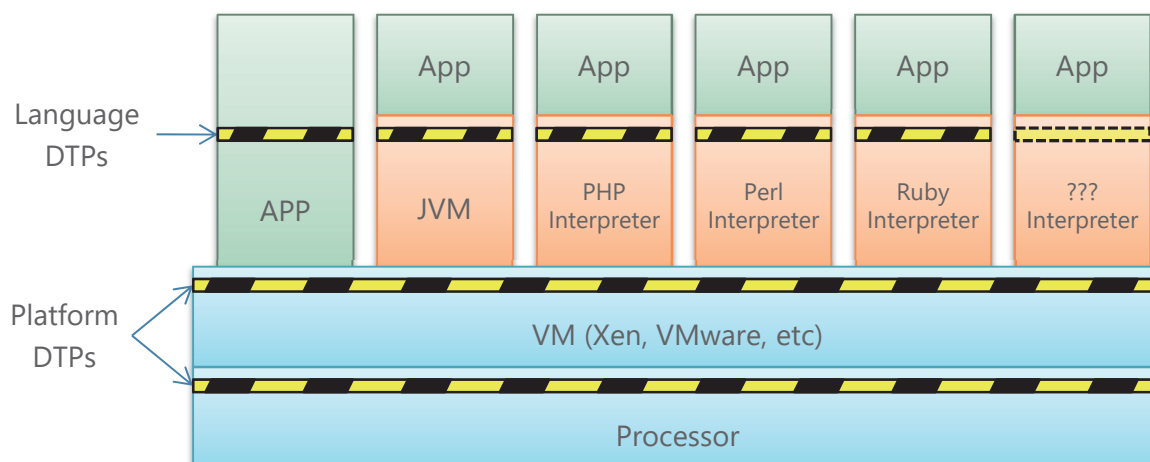 App
App
App
App
App
Language
DTPs
APP
JVM
PHP
Interpreter
Perl
Interpreter
Ruby
Interpreter
???
Interpreter
Platform
DTPs
VM (Xen, VMware, etc)
Processor